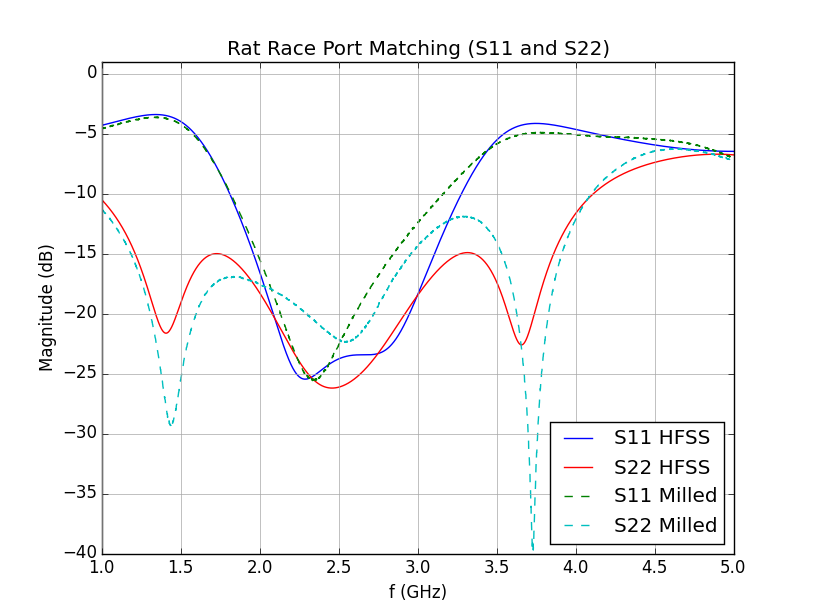 Rat Race Port Matching (S11 and S22)
0
−5
−10
−15
−20
−25
−30
−35
−40
Magnitude (dB)
1.0 1.5 2.0 2.5 3.0 3.5 4.0 4.5 5.0
f (GHz)
S11 HFSS
S22 HFSS
S11 Milled
S22 Milled